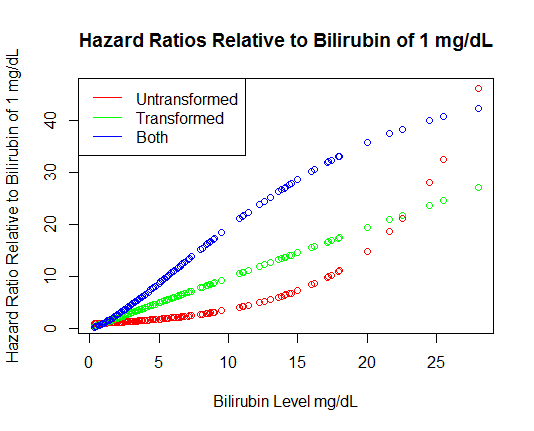 Hazard Ratios Relative to Bilirubin of 1 mg/dL
Hazard Ratio Relative to Bilirubin of 1 mg/dL
Untransformed
Transformed
Both
40
30
20
10
0
0 5 10 15 20 25
Bilirubin Level mg/dL